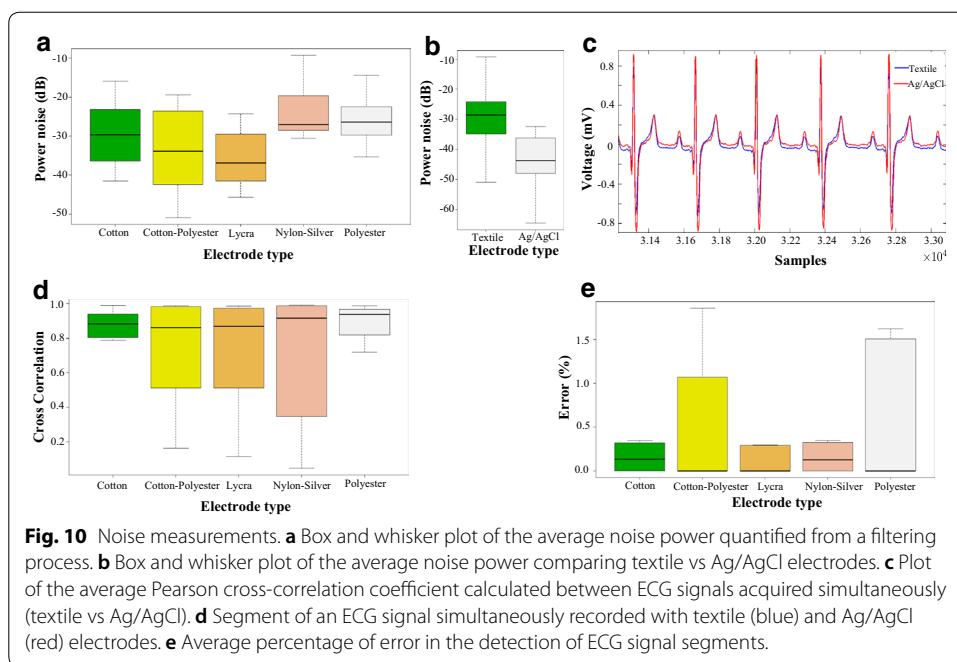 a
Power noise (dB)
-10
-20
-30
-40
-50
Cotton Cotton-Polyester Lycra Nylon-Silver Polyester
Electrode type
b
Power noise (dB)
-10
-20
-30
-40
-50
-60
Textile Ag/AgCl
Electrode type
c
Voltage (mV)
0.8
0.4
0
-0.4
-0.8
Textile
Ag/AgCl
3.14 3.16 3.18 3.20 3.22 3.24 3.26 3.28 3.30
×10⁴
Samples
d
Cross Correlation
1.0
0.8
0.6
0.4
0.2
Cotton Cotton-Polyester Lycra Nylon-Silver Polyester
Electrode type
e
Error (%)
1.5
1.0
0.5
0.0
Cotton Cotton-Polyester Lycra Nylon-Silver Polyester
Electrode type
Fig. 10 Noise measurements. a Box and whisker plot of the average noise power quantified from a filtering
process. b Box and whisker plot of the average noise power comparing textile vs Ag/AgCl electrodes. c Plot
of the average Pearson cross-correlation coefficient calculated between ECG signals acquired simultaneously
(textile vs Ag/AgCl). d Segment of an ECG signal simultaneously recorded with textile (blue) and Ag/AgCl
(red) electrodes. e Average percentage of error in the detection of ECG signal segments.